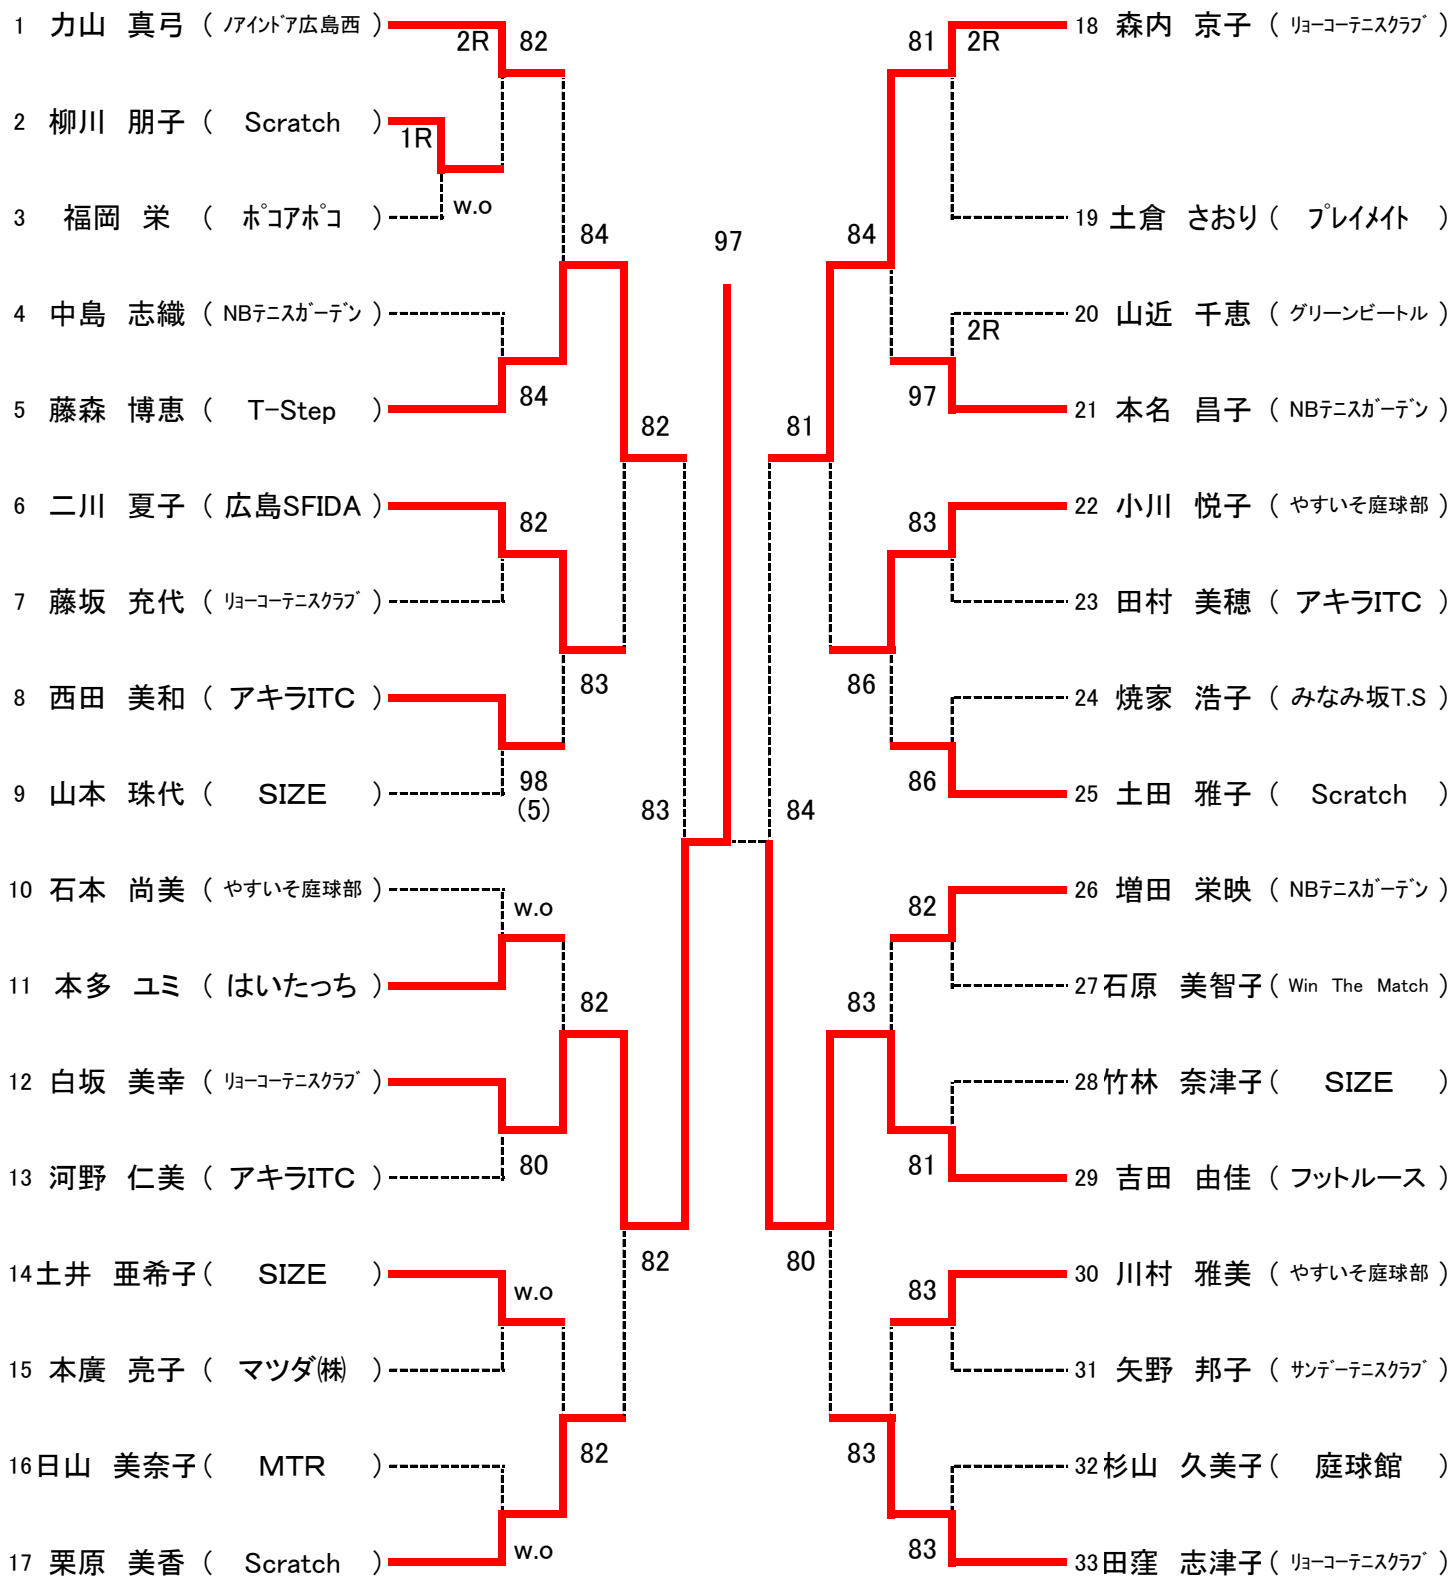 1 力山 真弓 ( ノアインドア広島西 )
2R
82
2 柳川 朋子 ( Scratch )
1R
3 福岡 栄 ( ポコアポコ )
w.o
84
4 中島 志織 ( NBテニスガーデン )
5 藤森 博恵 ( T-Step )
84
82
6 二川 夏子 ( 広島SFIDA )
82
7 藤坂 充代 ( リョーコーテニスクラブ )
83
8 西田 美和 ( アキラITC )
9 山本 珠代 ( SIZE )
98
(5)
83
10 石本 尚美 ( やすいそ庭球部 )
w.o
11 本多 ユミ ( はいたっち )
82
12 白坂 美幸 ( リョーコーテニスクラブ )
13 河野 仁美 ( アキラITC )
80
82
14 土井 亜希子 ( SIZE )
w.o
15 本廣 亮子 ( マツダ㈱ )
82
16 日山 美奈子 ( MTR )
17 栗原 美香 ( Scratch )
w.o
97
81
2R
18 森内 京子 ( リョーコーテニスクラブ )
19 土倉 さおり ( プレイメイト )
84
20 山近 千恵 ( グリーンビートル )
2R
97
21 本名 昌子 ( NBテニスガーデン )
81
22 小川 悦子 ( やすいそ庭球部 )
83
23 田村 美穂 ( アキラITC )
86
24 焼家 浩子 ( みなみ坂T.S )
86
25 土田 雅子 ( Scratch )
84
26 増田 栄映 ( NBテニスガーデン )
82
27 石原 美智子 ( Win The Match )
83
28 竹林 奈津子 ( SIZE )
81
29 吉田 由佳 ( フットルース )
80
30 川村 雅美 ( やすいそ庭球部 )
83
31 矢野 邦子 ( サンデーテニスクラブ )
83
32 杉山 久美子 ( 庭球館 )
83
33 田窪 志津子 ( リョーコーテニスクラブ )